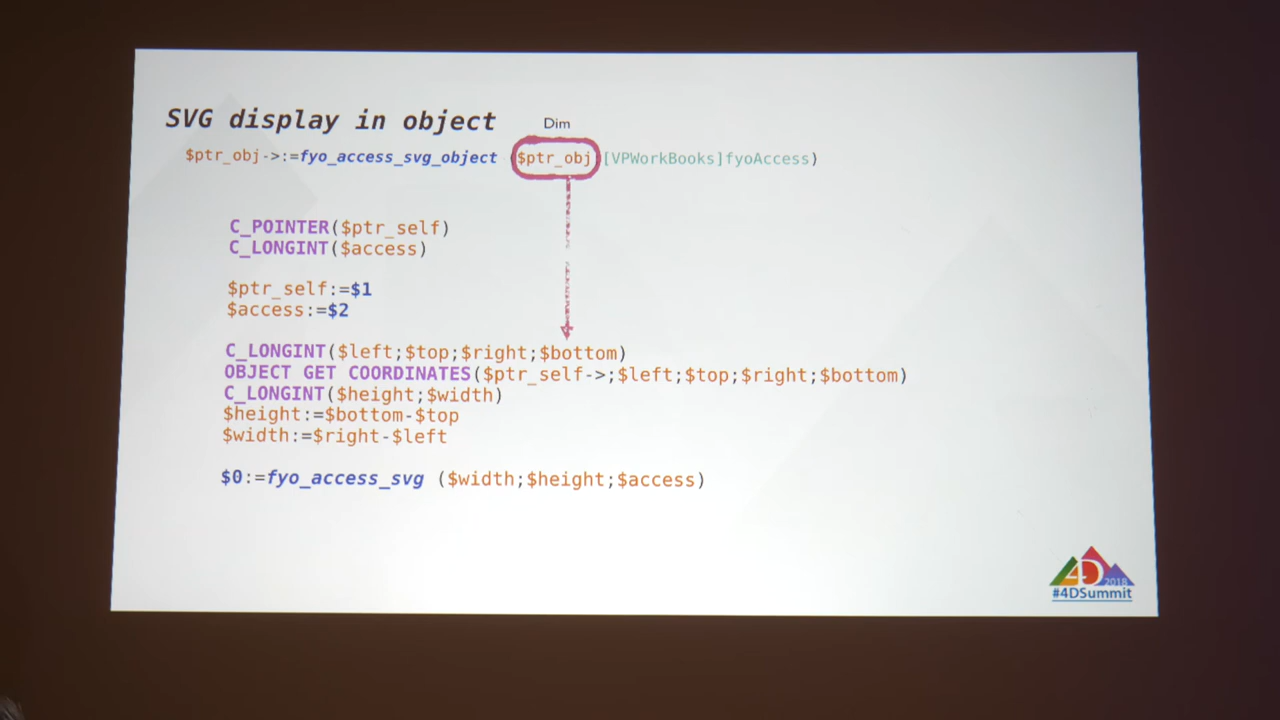 SVG display in object
Dim
$ptr_obj->:=fyo_access_svg_object ($ptr_obj;[VPWorkBooks]fyoAccess)
C_POINTER($ptr_self)
C_LONGINT($access)
$ptr_self:=$1
$access:=$2
C_LONGINT($left;$top;$right;$bottom)
OBJECT GET COORDINATES($ptr_self->;$left;$top;$right;$bottom)
C_LONGINT($height;$width)
$height:=$bottom-$top
$width:=$right-$left
$0:=fyo_access_svg ($width;$height;$access)
4D 2018
#4DSummit